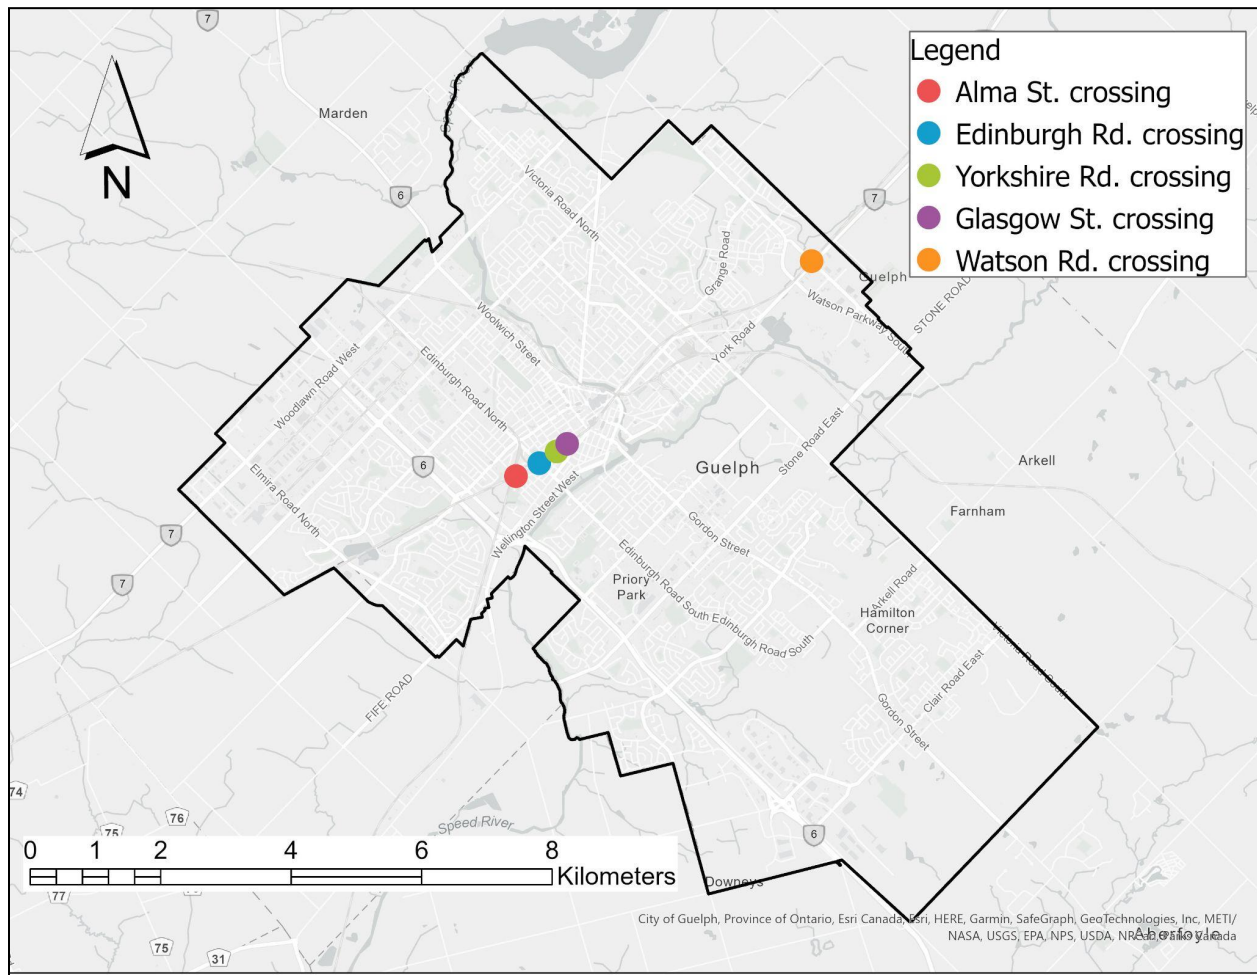 7
Legend
Alma St. crossing
Edinburgh Rd. crossing
Yorkshire Rd. crossing
Glasgow St. crossing
Watson Rd. crossing
N
Marden
Speed River
6
7
Victoria Road North
Grange Road
Guelph
Watson Parkway South
STONE ROAD
Woolwich Street
York Road
Edinburgh Road North
Woodlawn Road West
6
Elmira Road North
Wellington Street West
Guelph
Stone Road East
Arkell
Farnham
7
7
Gordon Street
Priory
Park
Edinburgh Road South
Edinburgh Road South
Arkell Road
Hamilton
Corner
Victoria Road South
Clair Road East
Gordon Street
FIFE ROAD
74
76
75
Speed River
6
0 1 2 4 6 8
Kilometers
77
Downeys
75
31
City of Guelph, Province of Ontario, Esri Canada, Esri, HERE, Garmin, SafeGraph, GeoTechnologies, Inc, METI/
NASA, USGS, EPA, NPS, USDA, NRCan, Parks Canada
Aberfoyle